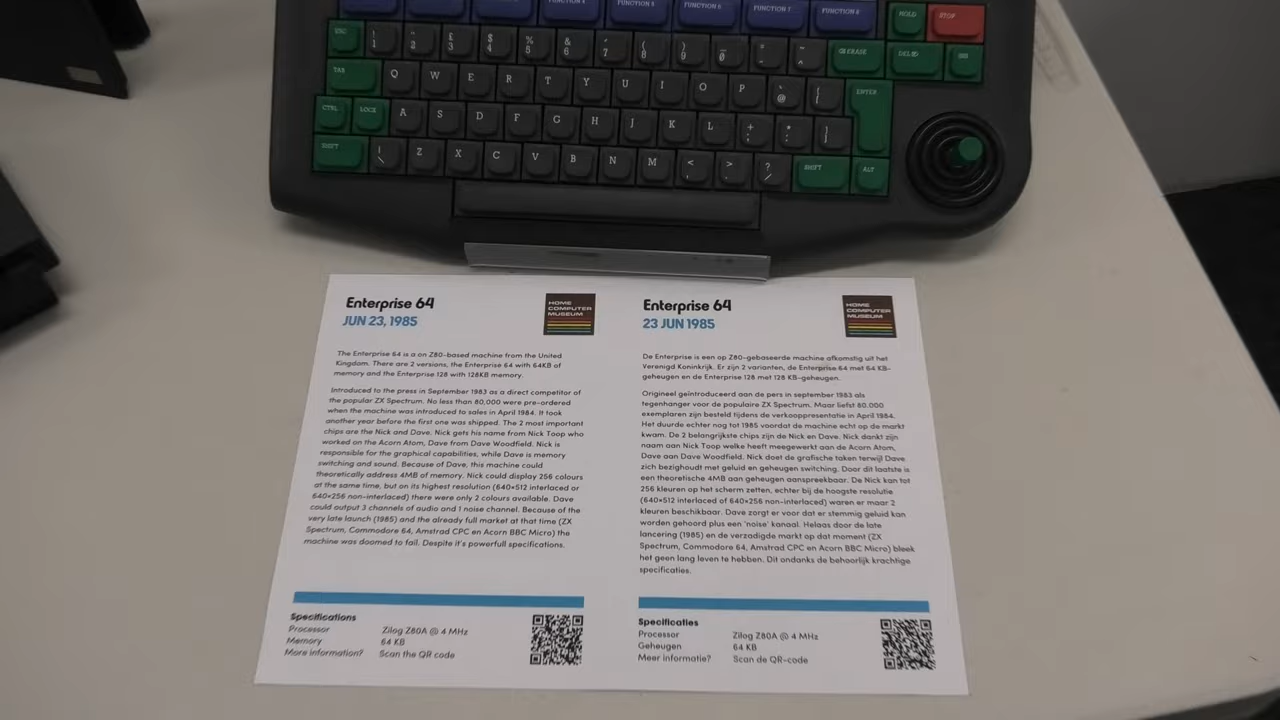 FUNCTION 5
FUNCTION 6
FUNCTION 7
FUNCTION 8
HOLD
STOP
ESC
! 1
" 2
£ 3
$ 4
% 5
& 6
' 7
( 8
) 9
_ 0
= -
~ ^
ERASE
DEL
INS
TAB
Q W E R T Y U I O P
` @
{ [
ENTER
CTRL
LOCK
A S D F G H J K L
+ ;
* :
} ]
SHIFT
| \
Z X C V B N M
< ,
> .
? /
SHIFT
ALT
Enterprise 64
JUN 23, 1985
HOME
COMPUTER
MUSEUM
The Enterprise 64 is a on Z80-based machine from the United
Kingdom. There are 2 versions, the Enterprise 64 with 64KB of
memory and the Enterprise 128 with 128KB memory.
Introduced to the press in September 1983 as a direct competitor of
the popular ZX Spectrum. No less than 80,000 were pre-ordered
when the machine was introduced to sales in April 1984. It took
another year before the first one was shipped. The 2 most important
chips are the Nick and Dave. Nick gets his name from Nick Toop who
worked on the Acorn Atom, Dave from Dave Woodfield. Nick is
responsible for the graphical capabilities, while Dave is memory
switching and sound. Because of Dave, this machine could
theoretically address 4MB of memory. Nick could display 256 colours
at the same time, but on its highest resolution (640×512 interlaced or
640×256 non-interlaced) there were only 2 colours available. Dave
could output 3 channels of audio and 1 noise channel. Because of the
very late launch (1985) and the already full market at that time (ZX
Spectrum, Commodore 64, Amstrad CPC en Acorn BBC Micro) the
machine was doomed to fail. Despite it's powerfull specifications.
Specifications
Processor Zilog Z80A @ 4 MHz
Memory 64 KB
More information? Scan the QR code
Enterprise 64
23 JUN 1985
HOME
COMPUTER
MUSEUM
De Enterprise is een op Z80-gebaseerde machine afkomstig uit het
Verenigd Koninkrijk. Er zijn 2 varianten, de Enterprise 64 met 64 KB-
geheugen en de Enterprise 128 met 128 KB-geheugen.
Origineel geïntroduceerd aan de pers in september 1983 als
tegenhanger voor de populaire ZX Spectrum. Maar liefst 80.000
exemplaren zijn besteld tijdens de verkooppresentatie in April 1984.
Het duurde echter nog tot 1985 voordat de machine echt op de markt
kwam. De 2 belangrijkste chips zijn de Nick en Dave. Nick dankt zijn
naam aan Nick Toop welke heeft meegewerkt aan de Acorn Atom,
Dave aan Dave Woodfield. Nick doet de grafische taken terwijl Dave
zich bezighoudt met geluid en geheugen switching. Door dit laatste is
een theoretische 4MB aan geheugen aanspreekbaar. De Nick kan tot
256 kleuren op het scherm zetten, echter bij de hoogste resolutie
(640×512 interlaced of 640×256 non-interlaced) waren er maar 2
kleuren beschikbaar. Dave zorgt er voor dat er stemmig geluid kan
worden gehoord plus een 'noise' kanaal. Helaas door de late
lancering (1985) en de verzadigde markt op dat moment (ZX
Spectrum, Commodore 64, Amstrad CPC en Acorn BBC Micro) bleek
het geen lang leven te hebben. Dit ondanks de behoorlijk krachtige
specificaties.
Specificaties
Processor Zilog Z80A @ 4 MHz
Geheugen 64 KB
Meer informatie? Scan de QR-code